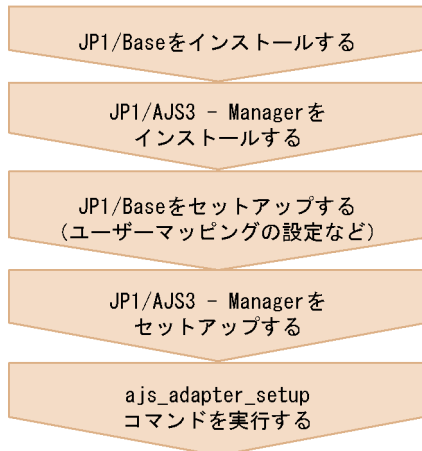 JP1/Baseをインストールする
JP1/AJS3 - Managerを
インストールする
JP1/Baseをセットアップする
(ユーザーマッピングの設定など)
JP1/AJS3 - Managerを
セットアップする
ajs_adapter_setup
コマンドを実行する